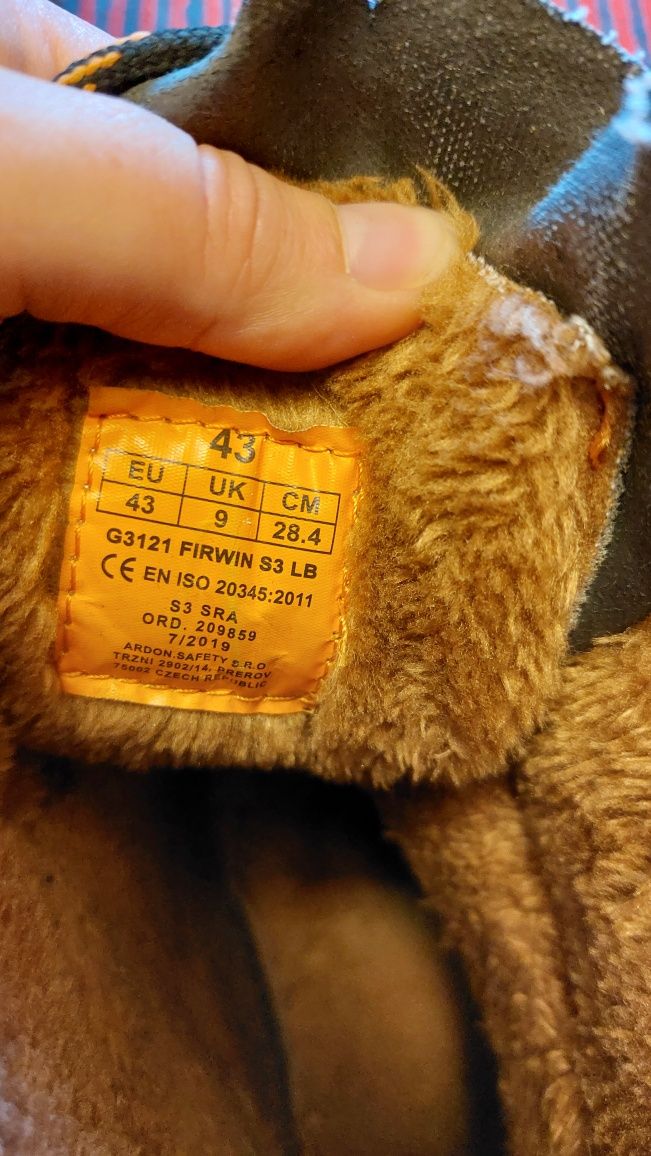 43
EU UK CM
43 9 28.4
G3121 FIRWIN S3 LB
CE EN ISO 20345:2011
S3 SRA
ORD. 209859
7/2019
ARDON SAFETY S.R.O
TRZNI 2902/14, PREROV
75002 CZECH REPUBLIC